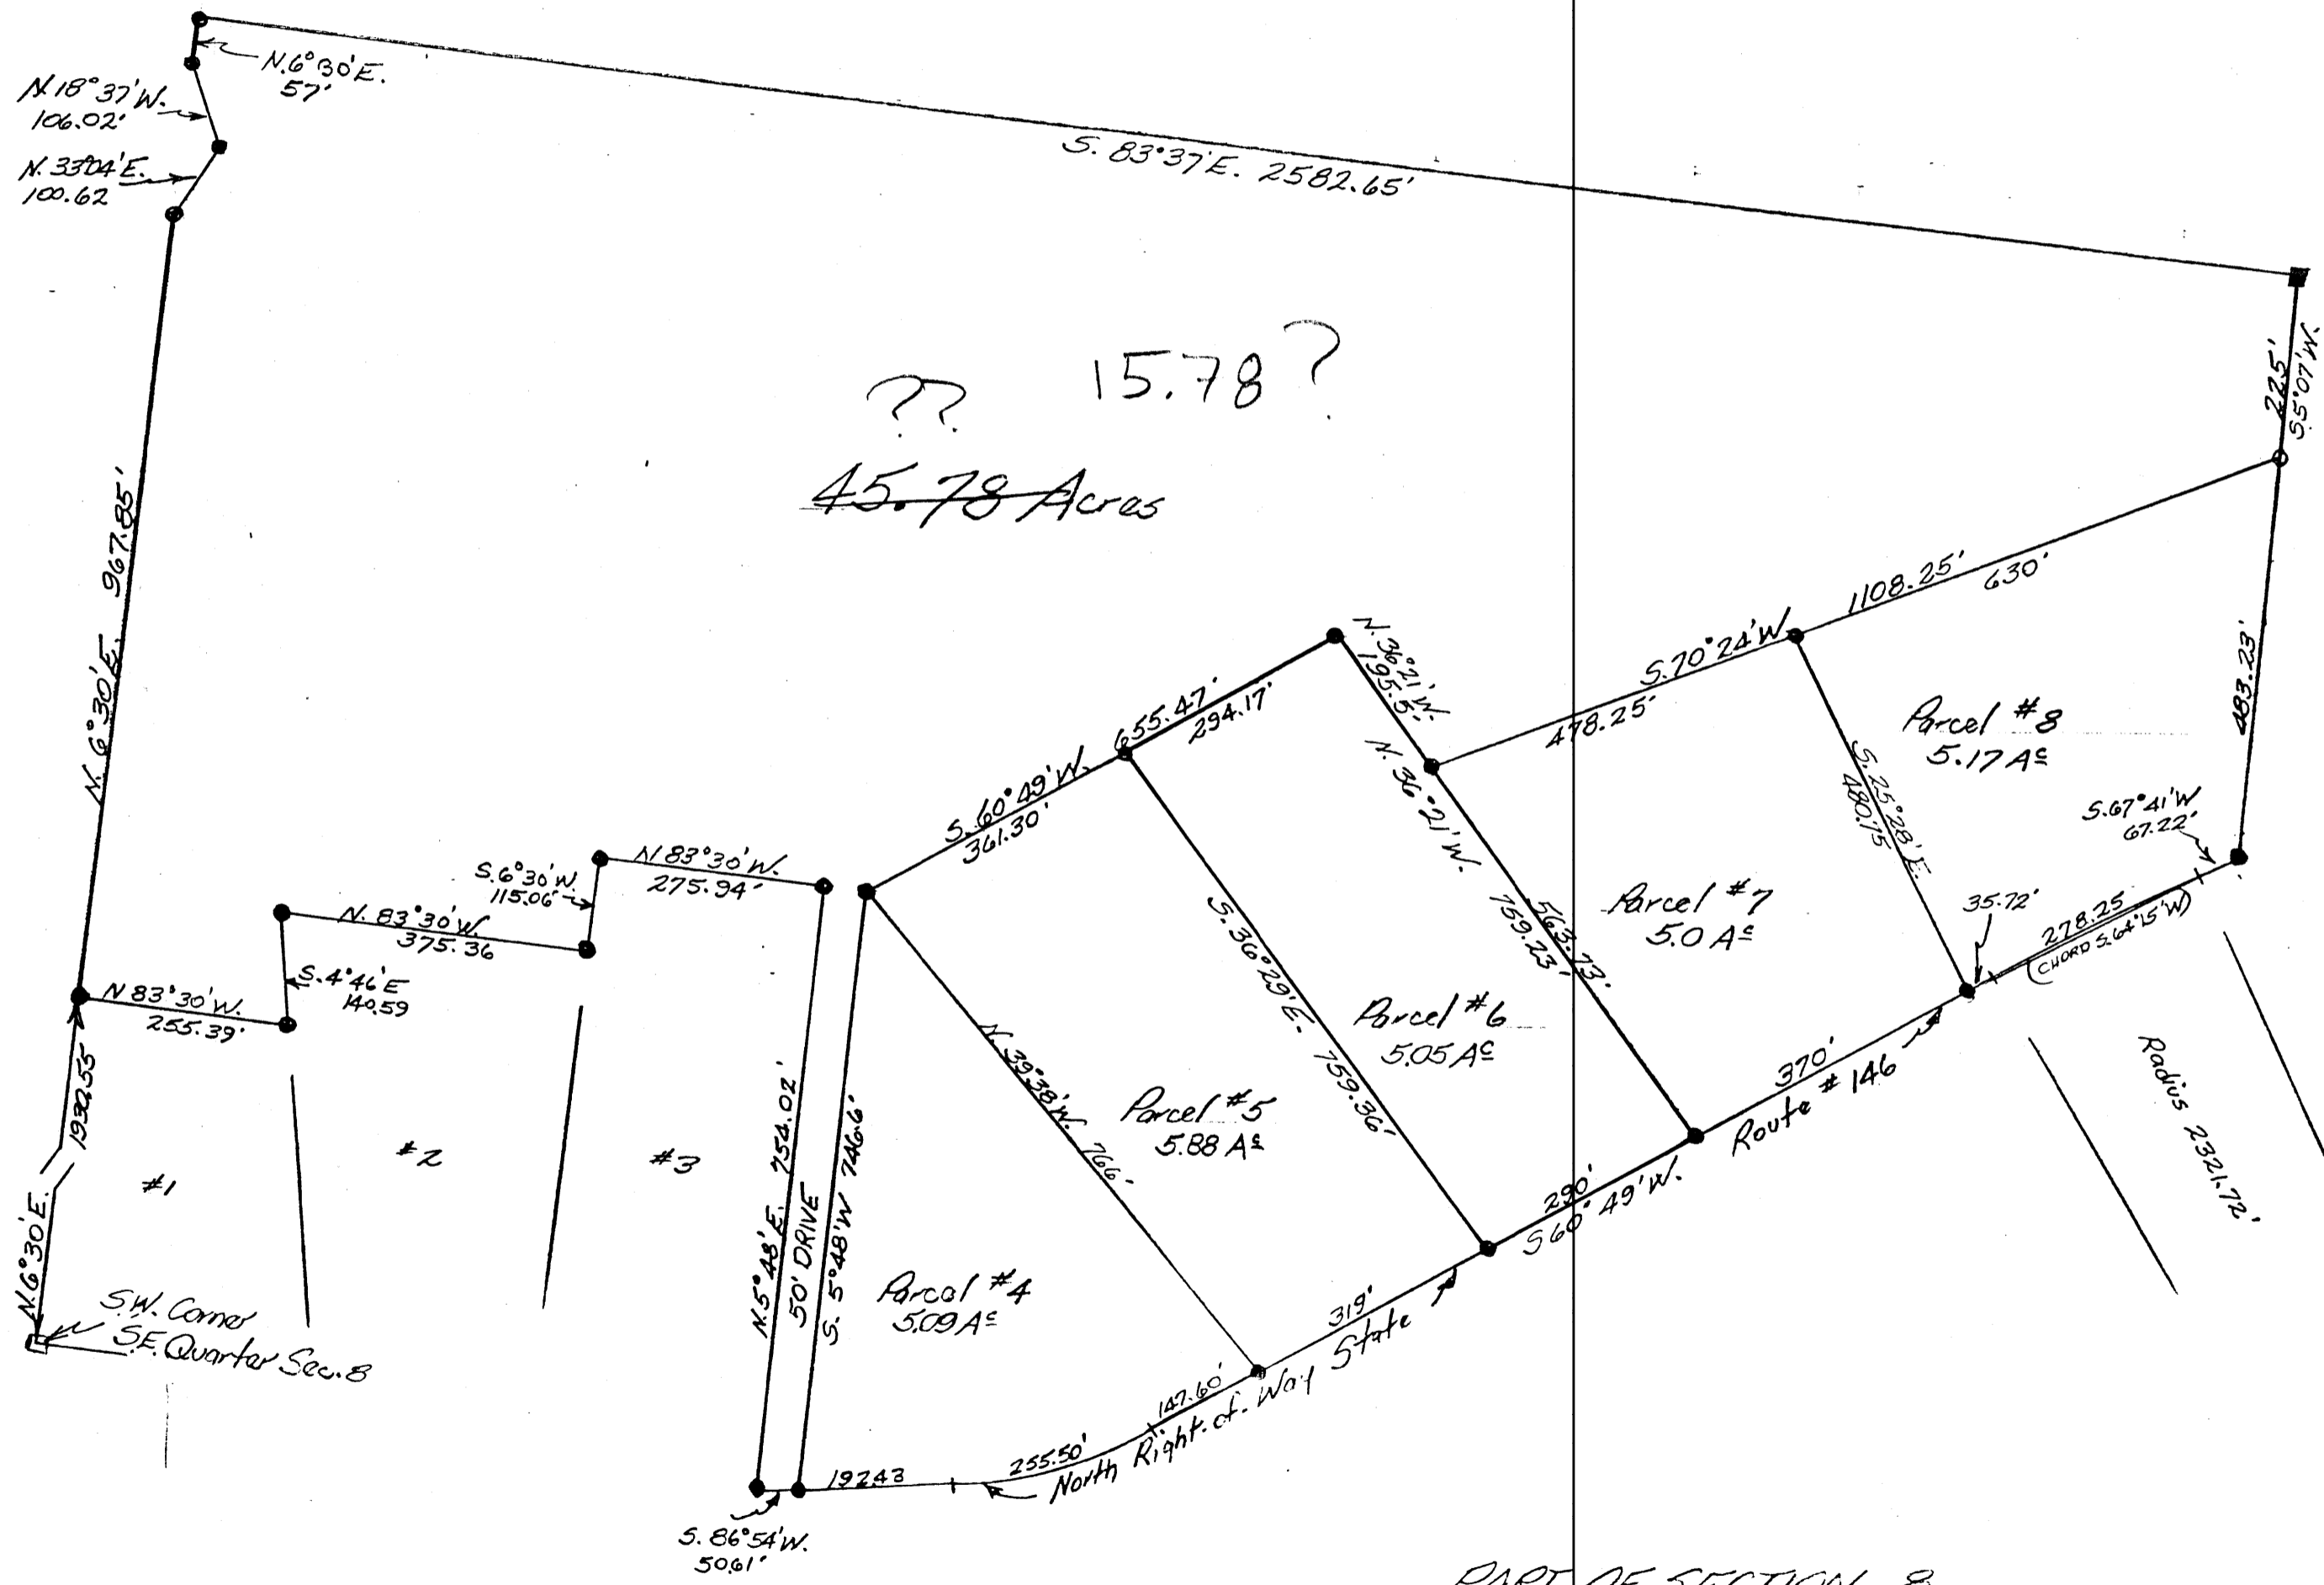 N.6°30'E.
57'
N.18°37'W.
106.02'
N.33°04'E.
100.62
S. 83°37'E. 2582.65'
?? 15.78 ?
45.78 Acres
225'
S5°07'W.
N. 6°30'E. 967.85'
1108.25'
630'
S.70°24'W
478.25'
N.36°21'W.
195.5'
655.47'
294.17'
S. 60°49'W.
361.30'
Parcel #8
5.17 Ac
483.23'
S.25°28'E.
480.75
S.67°41'W
67.22'
N. 36°21'W. 759.23'
563.73'
Parcel #7
5.0 Ac
35.72'
278.25
(CHORD S.64°15'W)
N 83°30'W.
275.94'
S.6°30'W.
115.06'
N. 83°30'W.
375.36
S.4°46'E
140.59
N 83°30'W.
255.39'
S.36°29'E. 759.36'
Parcel #6
5.05 Ac
370'
Route #146
Radius 2321.72'
N. 39°38'W. 766'
Parcel #5
5.88 Ac
N.6°30'E. 1930.55
#1
#2
#3
N.5°48'E. 754.02'
50' DRIVE
S. 5°48'W 746.6'
Parcel #4
5.09 Ac
290'
S60°49'W.
319'
147.60'
255.50'
North Right. of. Way State
19243
S.W. Corner
S.E. Quarter Sec. 8
S. 86°54'W.
50.61'
PART OF SECTION 8